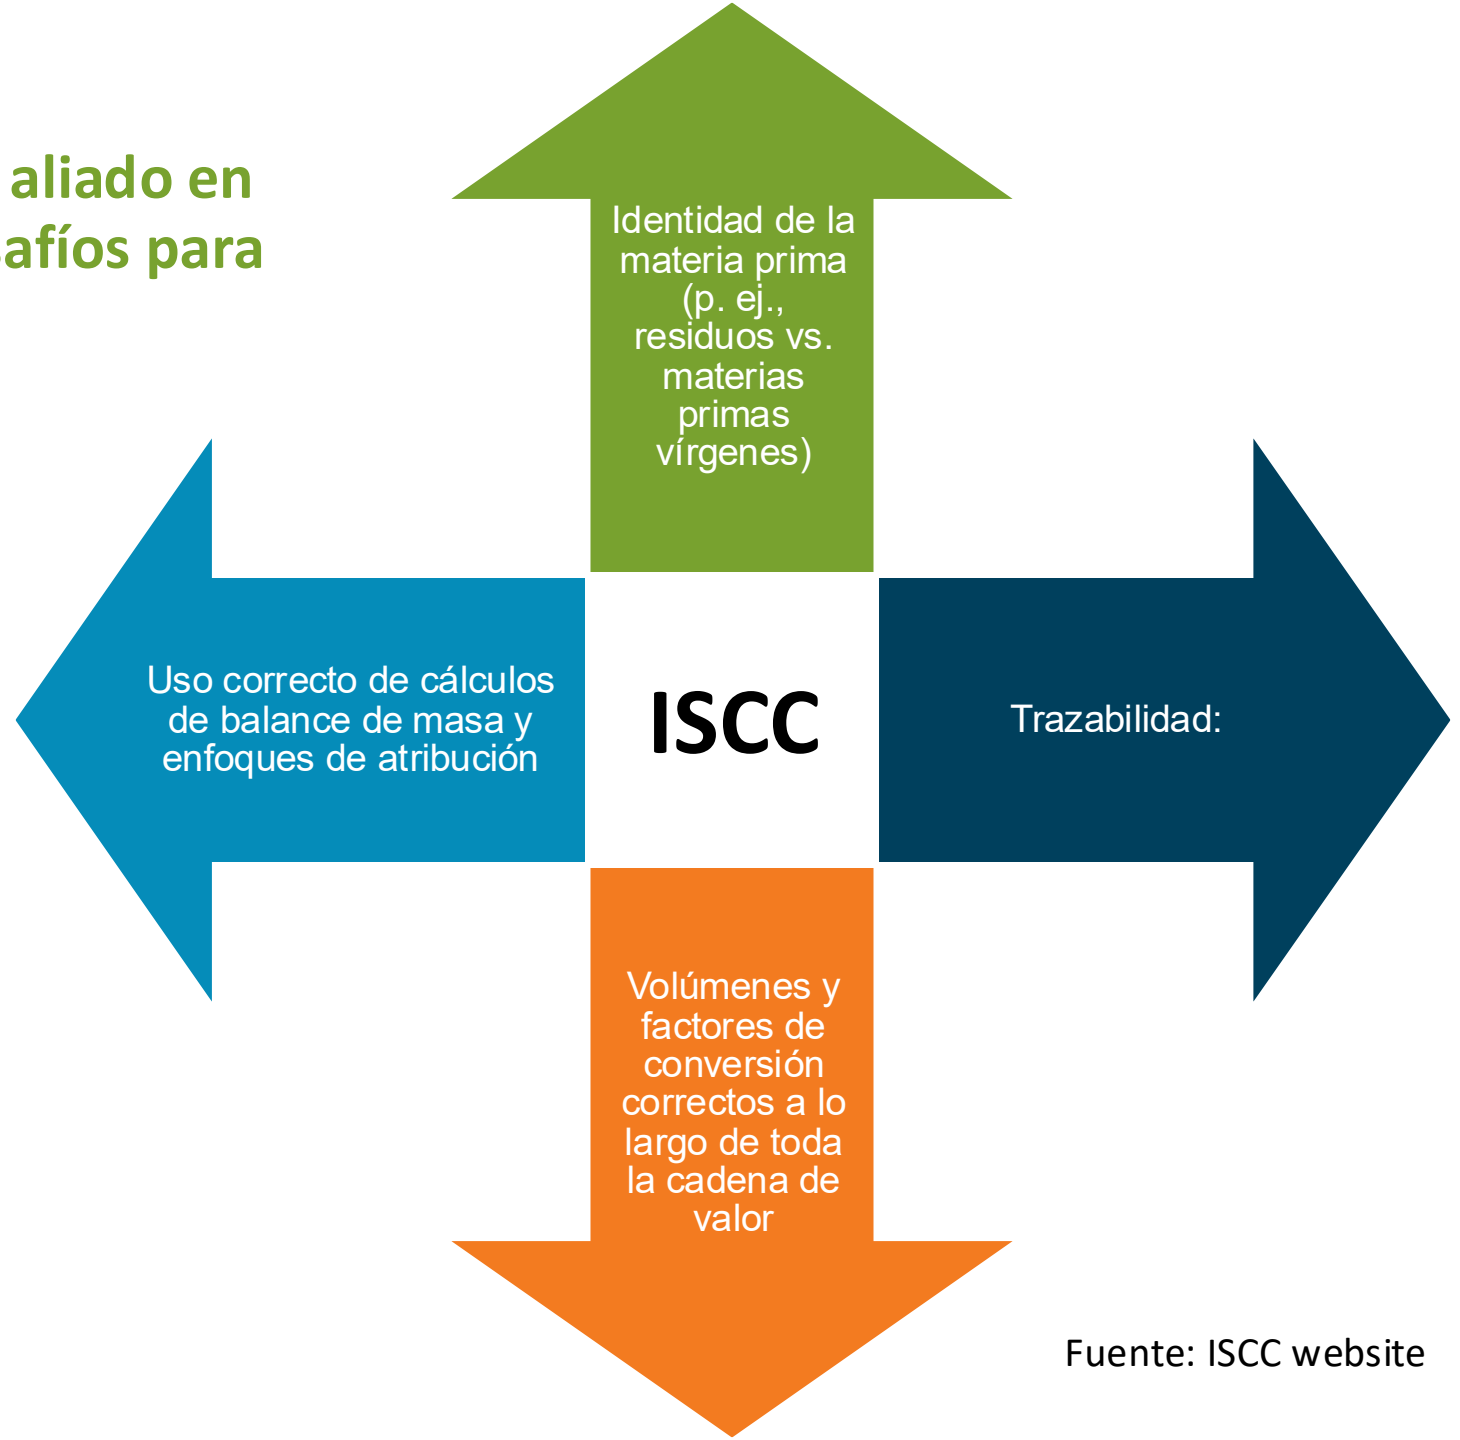 aliado en
afíos para
Identidad de la
materia prima
(p. ej.,
residuos vs.
materias
primas
vírgenes)
Uso correcto de cálculos
de balance de masa y
enfoques de atribución
ISCC
Trazabilidad:
Volúmenes y
factores de
conversión
correctos a lo
largo de toda
la cadena de
valor
Fuente: ISCC website